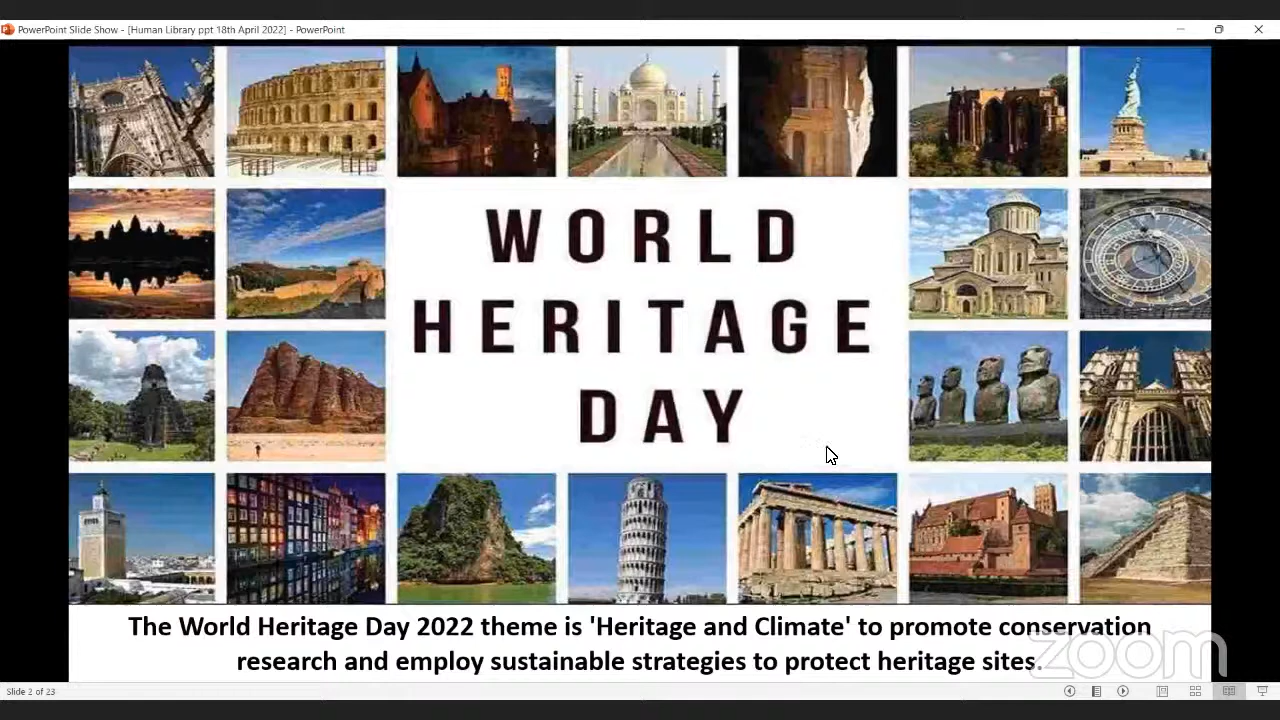 PowerPoint Slide Show - [Human Library ppt 18th April 2022] - PowerPoint
WORLD
HERITAGE
DAY
The World Heritage Day 2022 theme is 'Heritage and Climate' to promote conservation
research and employ sustainable strategies to protect heritage sites.
zoom
Slide 2 of 23